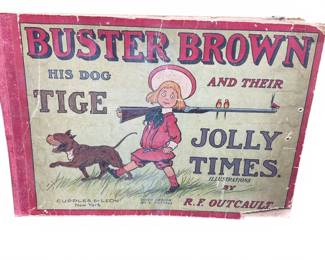 BUSTER BROWN
HIS DOG
TIGE
AND THEIR
JOLLY
TIMES.
ILLUSTRATIONS
BY
R.F. OUTCAULT
CUPPLES & LEON
New York